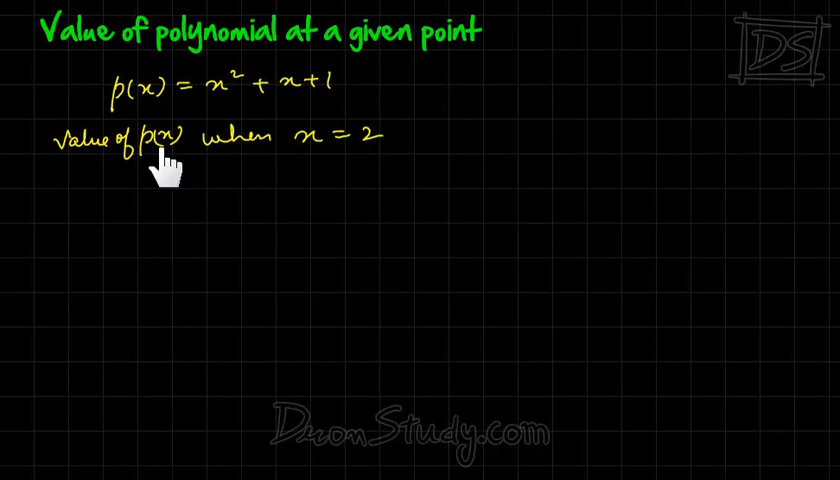 Value of polynomial at a given point
DS
p(x) = x² + x + 1
Value of p(x) when x = 2
DronStudy.com